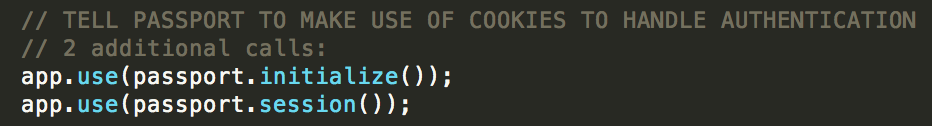 // TELL PASSPORT TO MAKE USE OF COOKIES TO HANDLE AUTHENTICATION
// 2 additional calls:
app.use(passport.initialize());
app.use(passport.session());